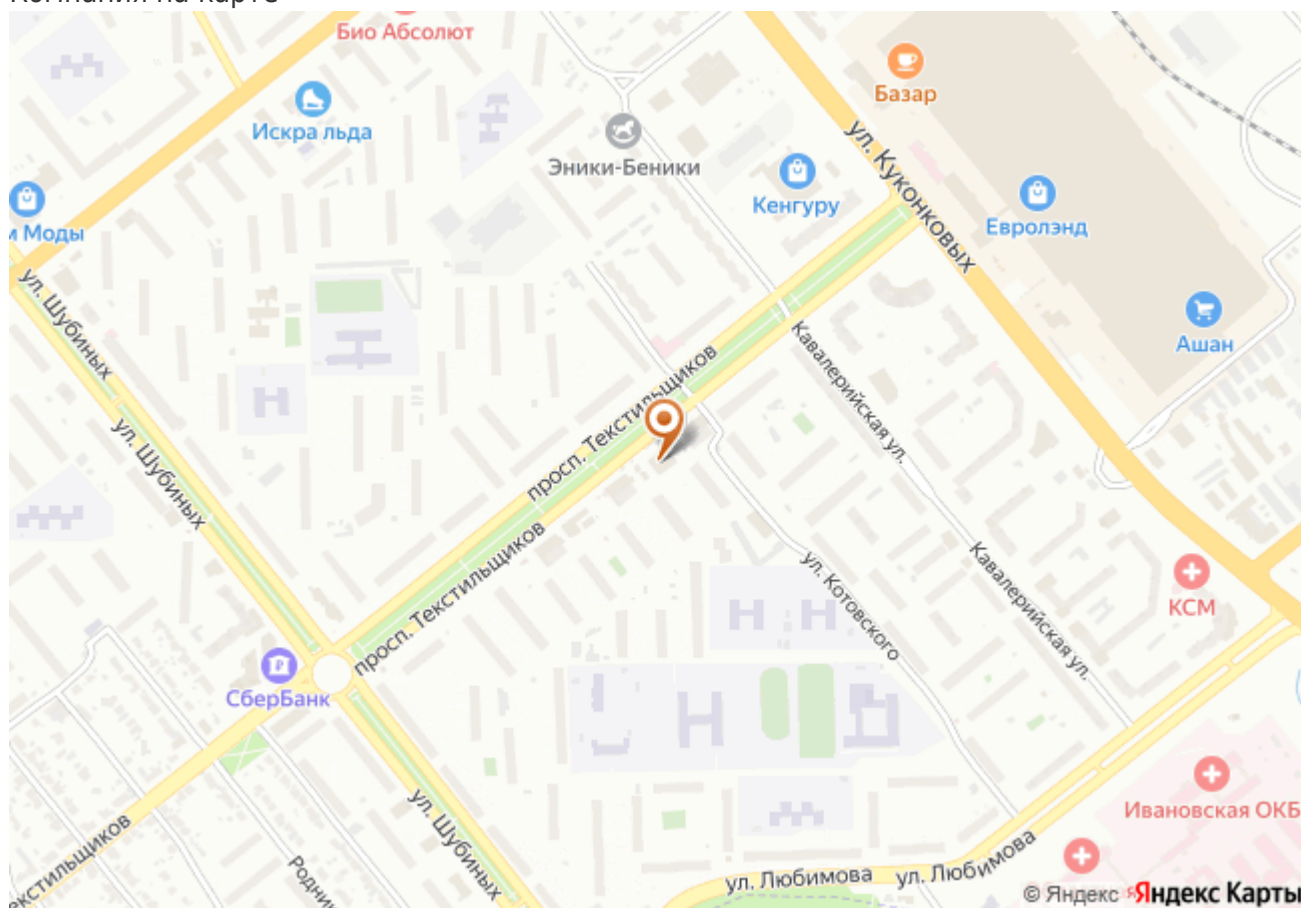 Био Абсолют
Базар
Искра льда
Эники-Беники
ул. Куконковых
Кенгуру
и Моды
Евролэнд
ул. Шубиных
Ашан
Кавалерийская ул.
просп. Текстильщиков
ул. Шубиных
просп. Текстильщиков
ул. Котовского
Кавалерийская ул.
КСМ
СберБанк
Ивановская ОКБ
ул. Шубиных
екстильщиков
Родни
ул. Любимова
ул. Любимова
© Яндекс Яндекс Карты